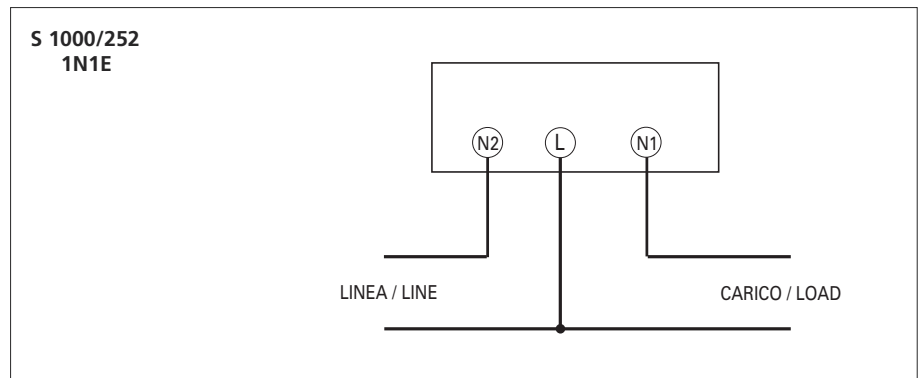 S 1000/252
1N1E
N2 L N1
LINEA / LINE CARICO / LOAD